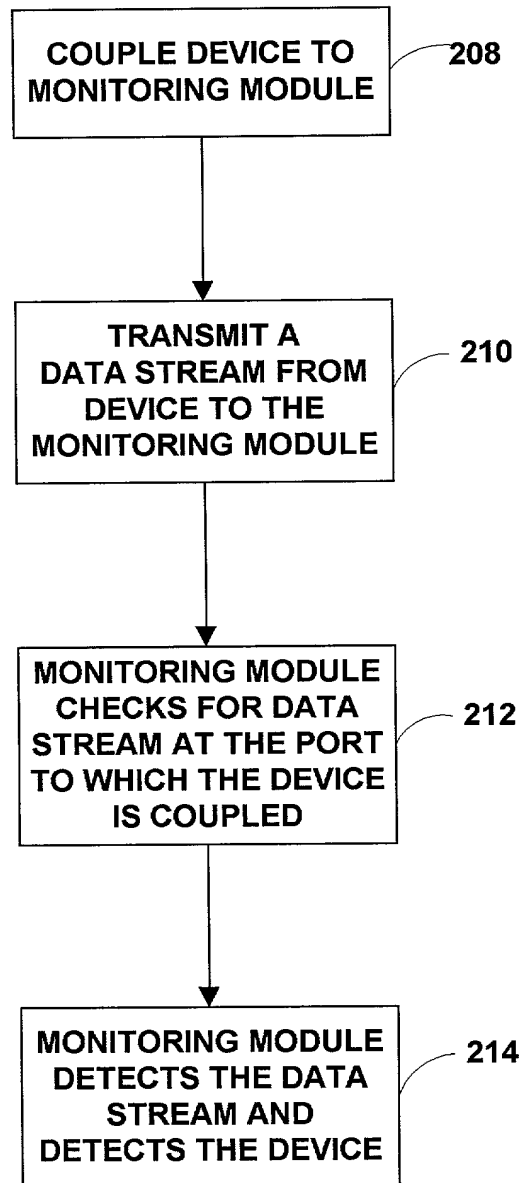 COUPLE DEVICE TO
MONITORING MODULE
208
TRANSMIT A
DATA STREAM FROM
DEVICE TO THE
MONITORING MODULE
210
MONITORING MODULE
CHECKS FOR DATA
STREAM AT THE PORT
TO WHICH THE DEVICE
IS COUPLED
212
MONITORING MODULE
DETECTS THE DATA
STREAM AND
DETECTS THE DEVICE
214